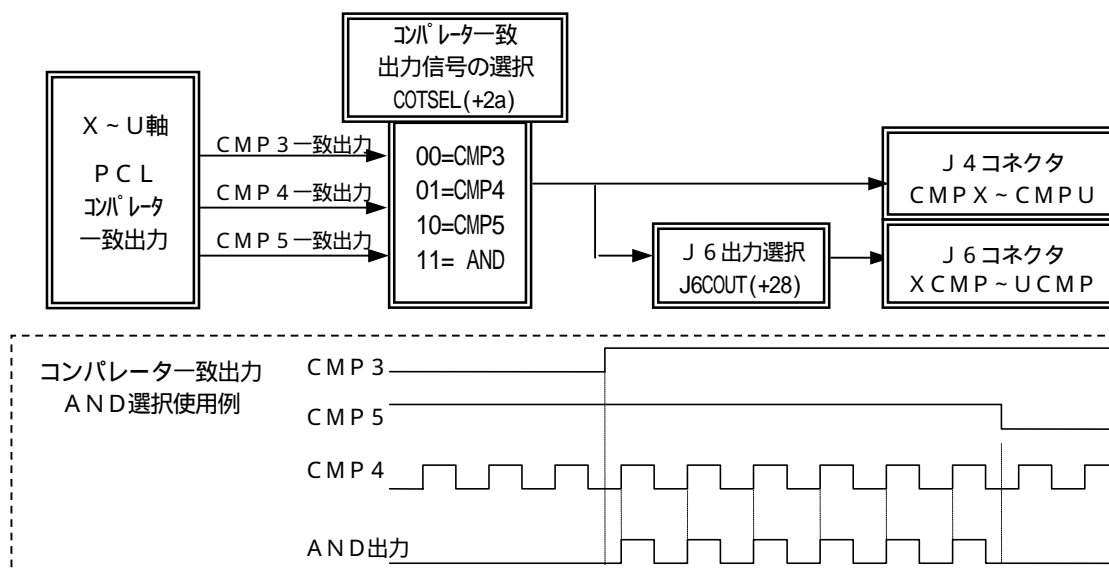 コンパレーター致
出力信号の選択
COTSEL(+2a)
X~U軸
PCL
コンパレータ
一致出力
CMP3一致出力
CMP4一致出力
CMP5一致出力
00=CMP3
01=CMP4
10=CMP5
11= AND
J4コネクタ
CMPX~CMPU
J6出力選択
J6COUT(+28)
J6コネクタ
XCMP~UCMP
コンパレーター致出力
AND選択使用例
CMP3
CMP5
CMP4
AND出力